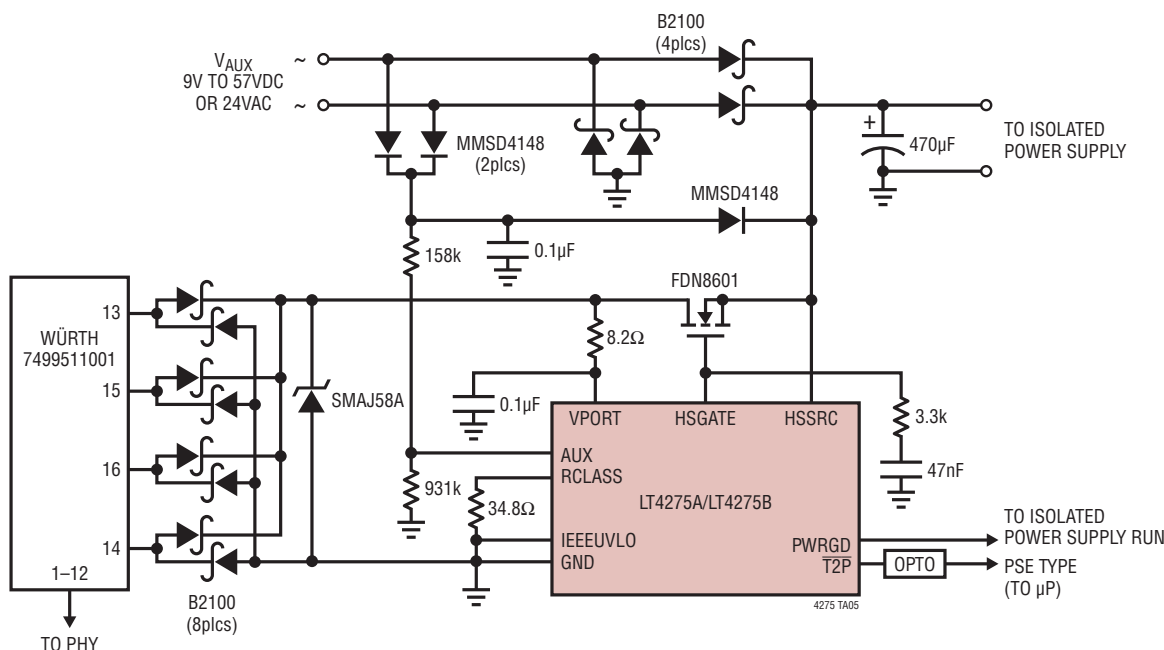 B2100
(4plcs)
VAUX
9V TO 57VDC
OR 24VAC
~
~
MMSD4148
(2plcs)
+
470µF
TO ISOLATED
POWER SUPPLY
MMSD4148
0.1µF
158k
FDN8601
13
WÜRTH
7499511001
15
16
14
1–12
TO PHY
B2100
(8plcs)
SMAJ58A
8.2Ω
0.1µF
3.3k
47nF
931k
34.8Ω
VPORT
HSGATE
HSSRC
AUX
RCLASS
LT4275A/LT4275B
IEEEUVLO
GND
PWRGD
T2P
OPTO
TO ISOLATED
POWER SUPPLY RUN
PSE TYPE
(TO µP)
4275 TA05